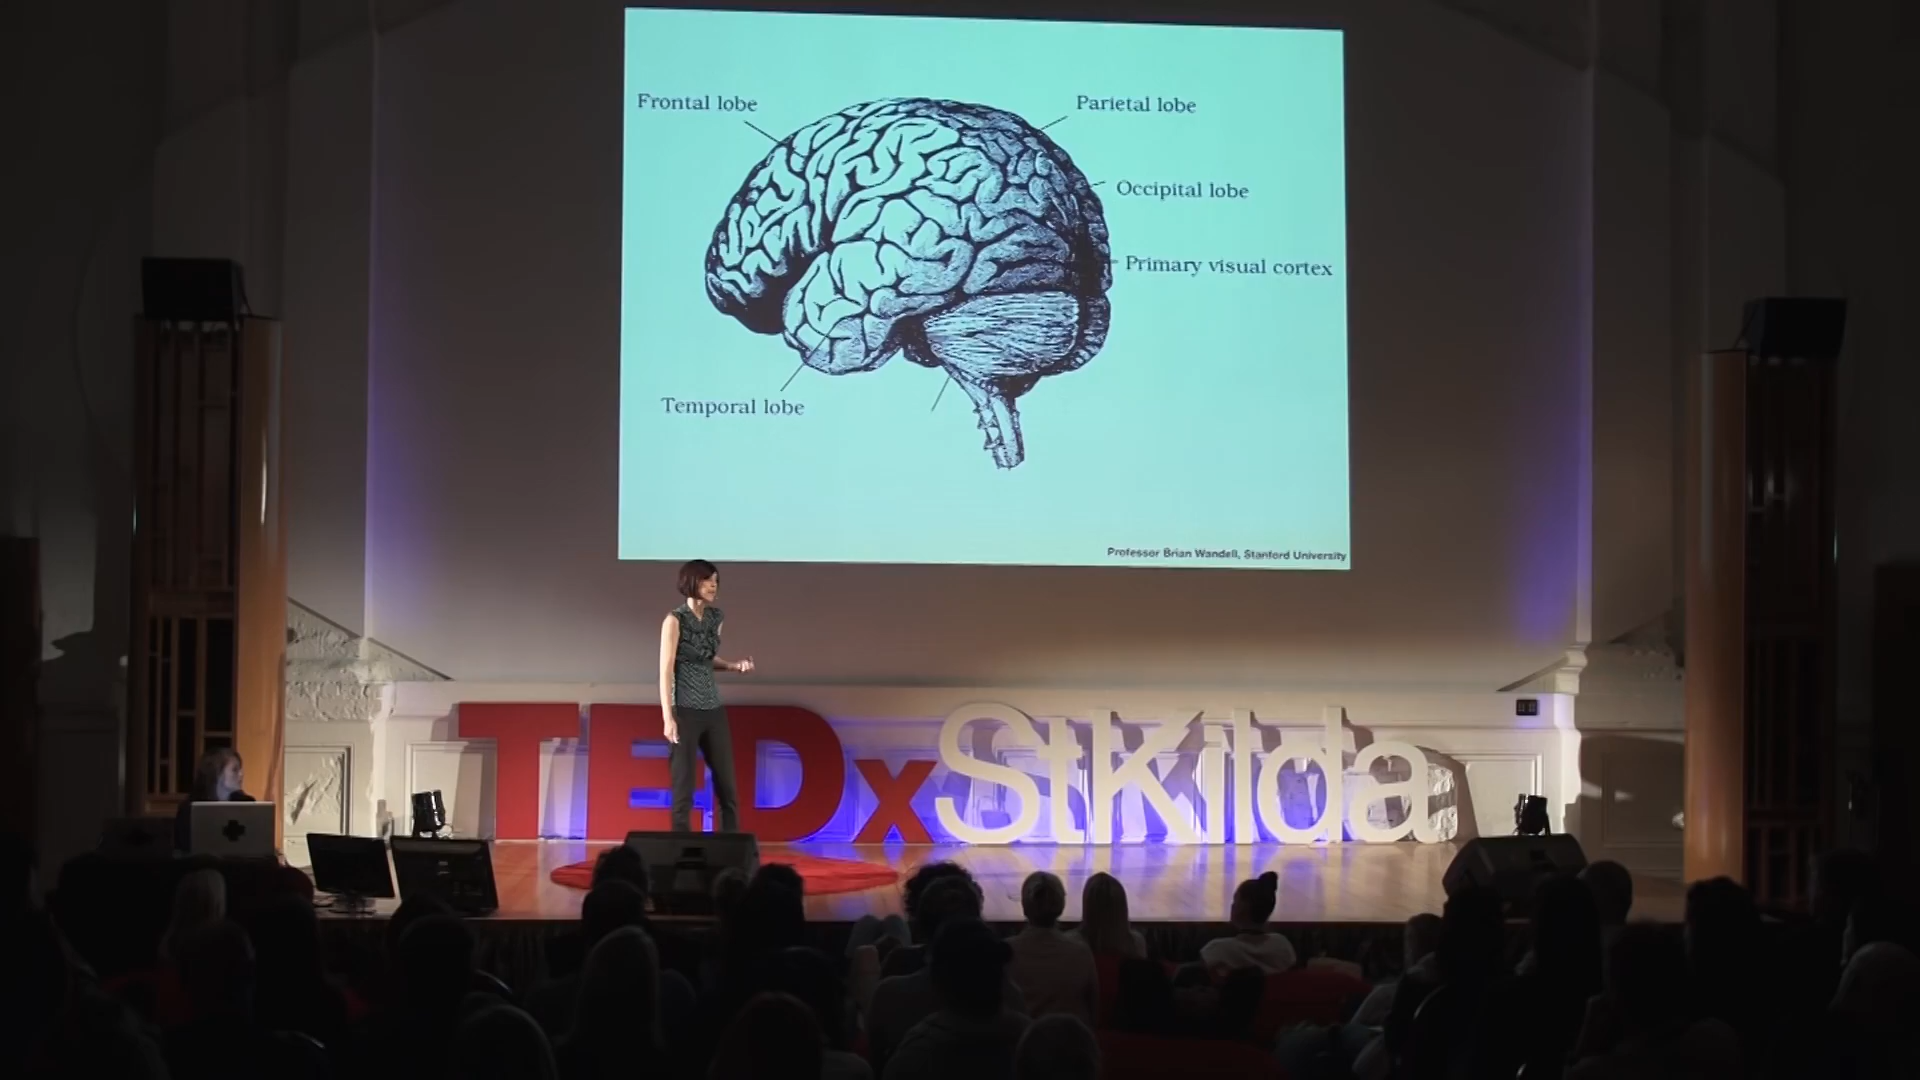 Frontal lobe
Parietal lobe
Occipital lobe
Primary visual cortex
Temporal lobe
Professor Brian Wandell, Stanford University
TEDxStKilda